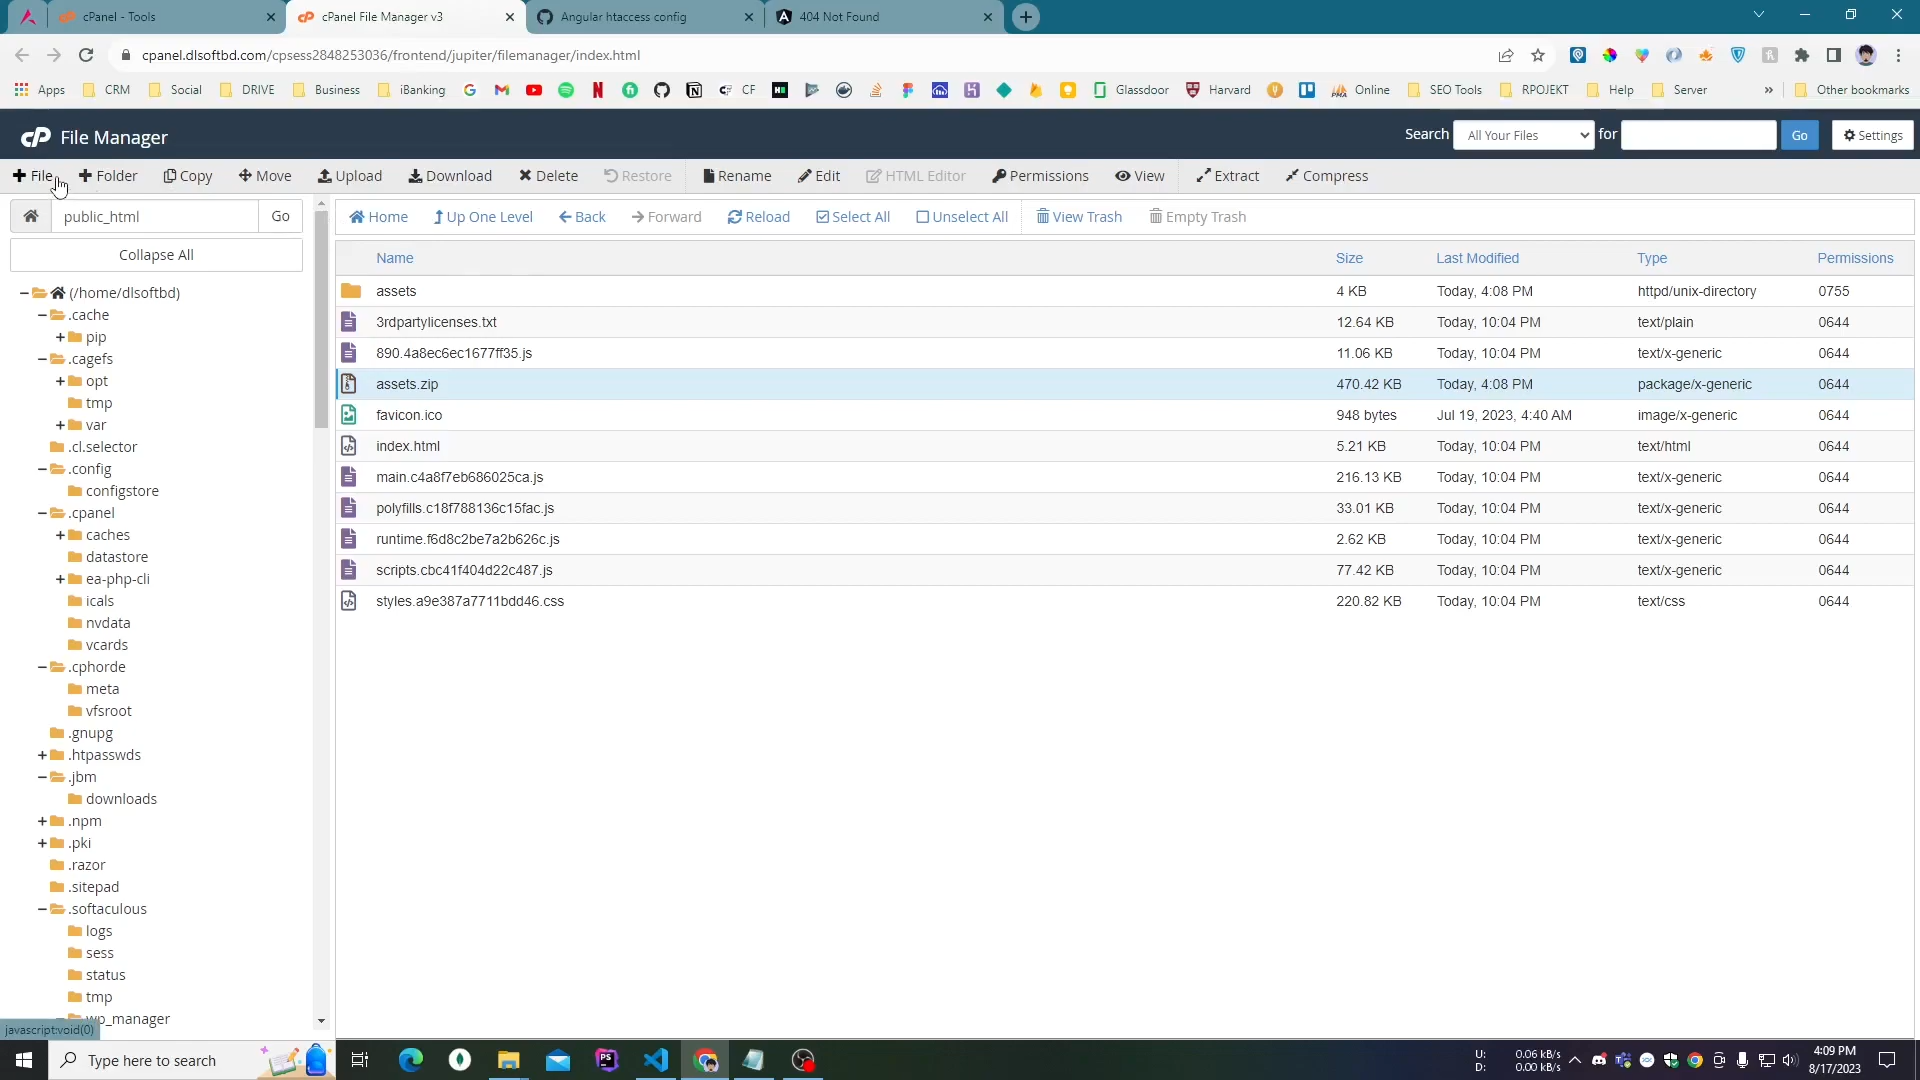 cPanel - Tools
cPanel File Manager v3
Angular htaccess config
404 Not Found
cpanel.dlsoftbd.com/cpsess2848253036/frontend/jupiter/filemanager/index.html
Apps CRM Social DRIVE Business iBanking CF Glassdoor Harvard Online SEO Tools RPOJEKT Help Server » Other bookmarks
cP File Manager
Search All Your Files for Go Settings
File Folder Copy Move Upload Download Delete Restore Rename Edit HTML Editor Permissions View Extract Compress
public_html Go
Home Up One Level Back Forward Reload Select All Unselect All View Trash Empty Trash
Collapse All
Name Size Last Modified Type Permissions
assets 4 KB Today, 4:08 PM httpd/unix-directory 0755
3rdpartylicenses.txt 12.64 KB Today, 10:04 PM text/plain 0644
890.4a8ec6ec1677ff35.js 11.06 KB Today, 10:04 PM text/x-generic 0644
assets.zip 470.42 KB Today, 4:08 PM package/x-generic 0644
favicon.ico 948 bytes Jul 19, 2023, 4:40 AM image/x-generic 0644
index.html 5.21 KB Today, 10:04 PM text/html 0644
main.c4a8f7eb686025ca.js 216.13 KB Today, 10:04 PM text/x-generic 0644
polyfills.c18f788136c15fac.js 33.01 KB Today, 10:04 PM text/x-generic 0644
runtime.f6d8c2be7a2b626c.js 2.62 KB Today, 10:04 PM text/x-generic 0644
scripts.cbc41f404d22c487.js 77.42 KB Today, 10:04 PM text/x-generic 0644
styles.a9e387a7711bdd46.css 220.82 KB Today, 10:04 PM text/css 0644
(/home/dlsoftbd)
.cache
pip
.cagefs
opt
tmp
var
.cl.selector
.config
configstore
.cpanel
caches
datastore
ea-php-cli
icals
nvdata
vcards
.cphorde
meta
vfsroot
.gnupg
.htpasswds
.jbm
downloads
.npm
.pki
.razor
.sitepad
.softaculous
logs
sess
status
tmp
wp_manager
javascript:void(0)
Type here to search
U: 0.06 kB/s
D: 0.00 kB/s
4:09 PM
8/17/2023